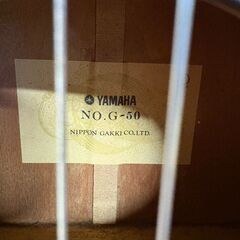 YAMAHA
NO. G-50
NIPPON GAKKI CO., LTD.